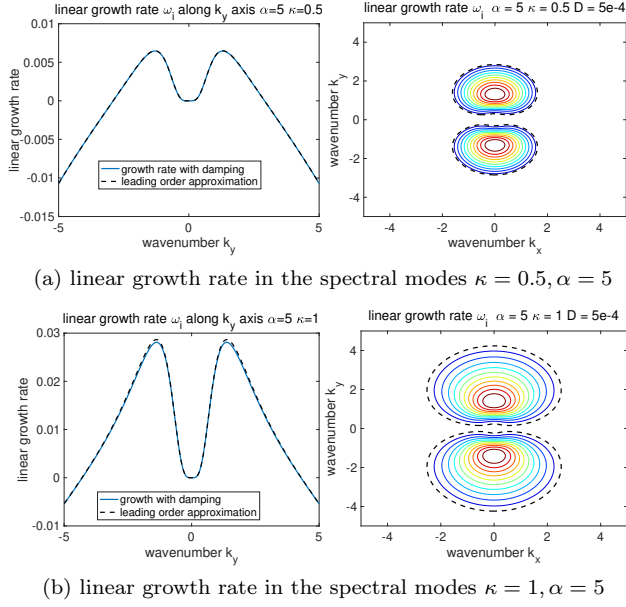 linear growth rate ω_i along k_y axis α=5 κ=0.5
0.01
0.005
0
-0.005
-0.01
-0.015
linear growth rate
growth rate with damping
leading order approximation
-5
0
5
wavenumber k_y
linear growth rate ω_i α = 5 κ = 0.5 D = 5e-4
4
2
0
-2
-4
wavenumber k_y
-4
-2
0
2
4
wavenumber k_x
(a) linear growth rate in the spectral modes κ = 0.5, α = 5
linear growth rate ω_i along k_y axis α=5 κ=1
0.03
0.02
0.01
0
-0.01
linear growth rate
growth with damping
leading order approximation
-5
0
5
wavenumber k_y
linear growth rate ω_i α = 5 κ = 1 D = 5e-4
4
2
0
-2
-4
wavenumber k_y
-4
-2
0
2
4
wavenumber k_x
(b) linear growth rate in the spectral modes κ = 1, α = 5